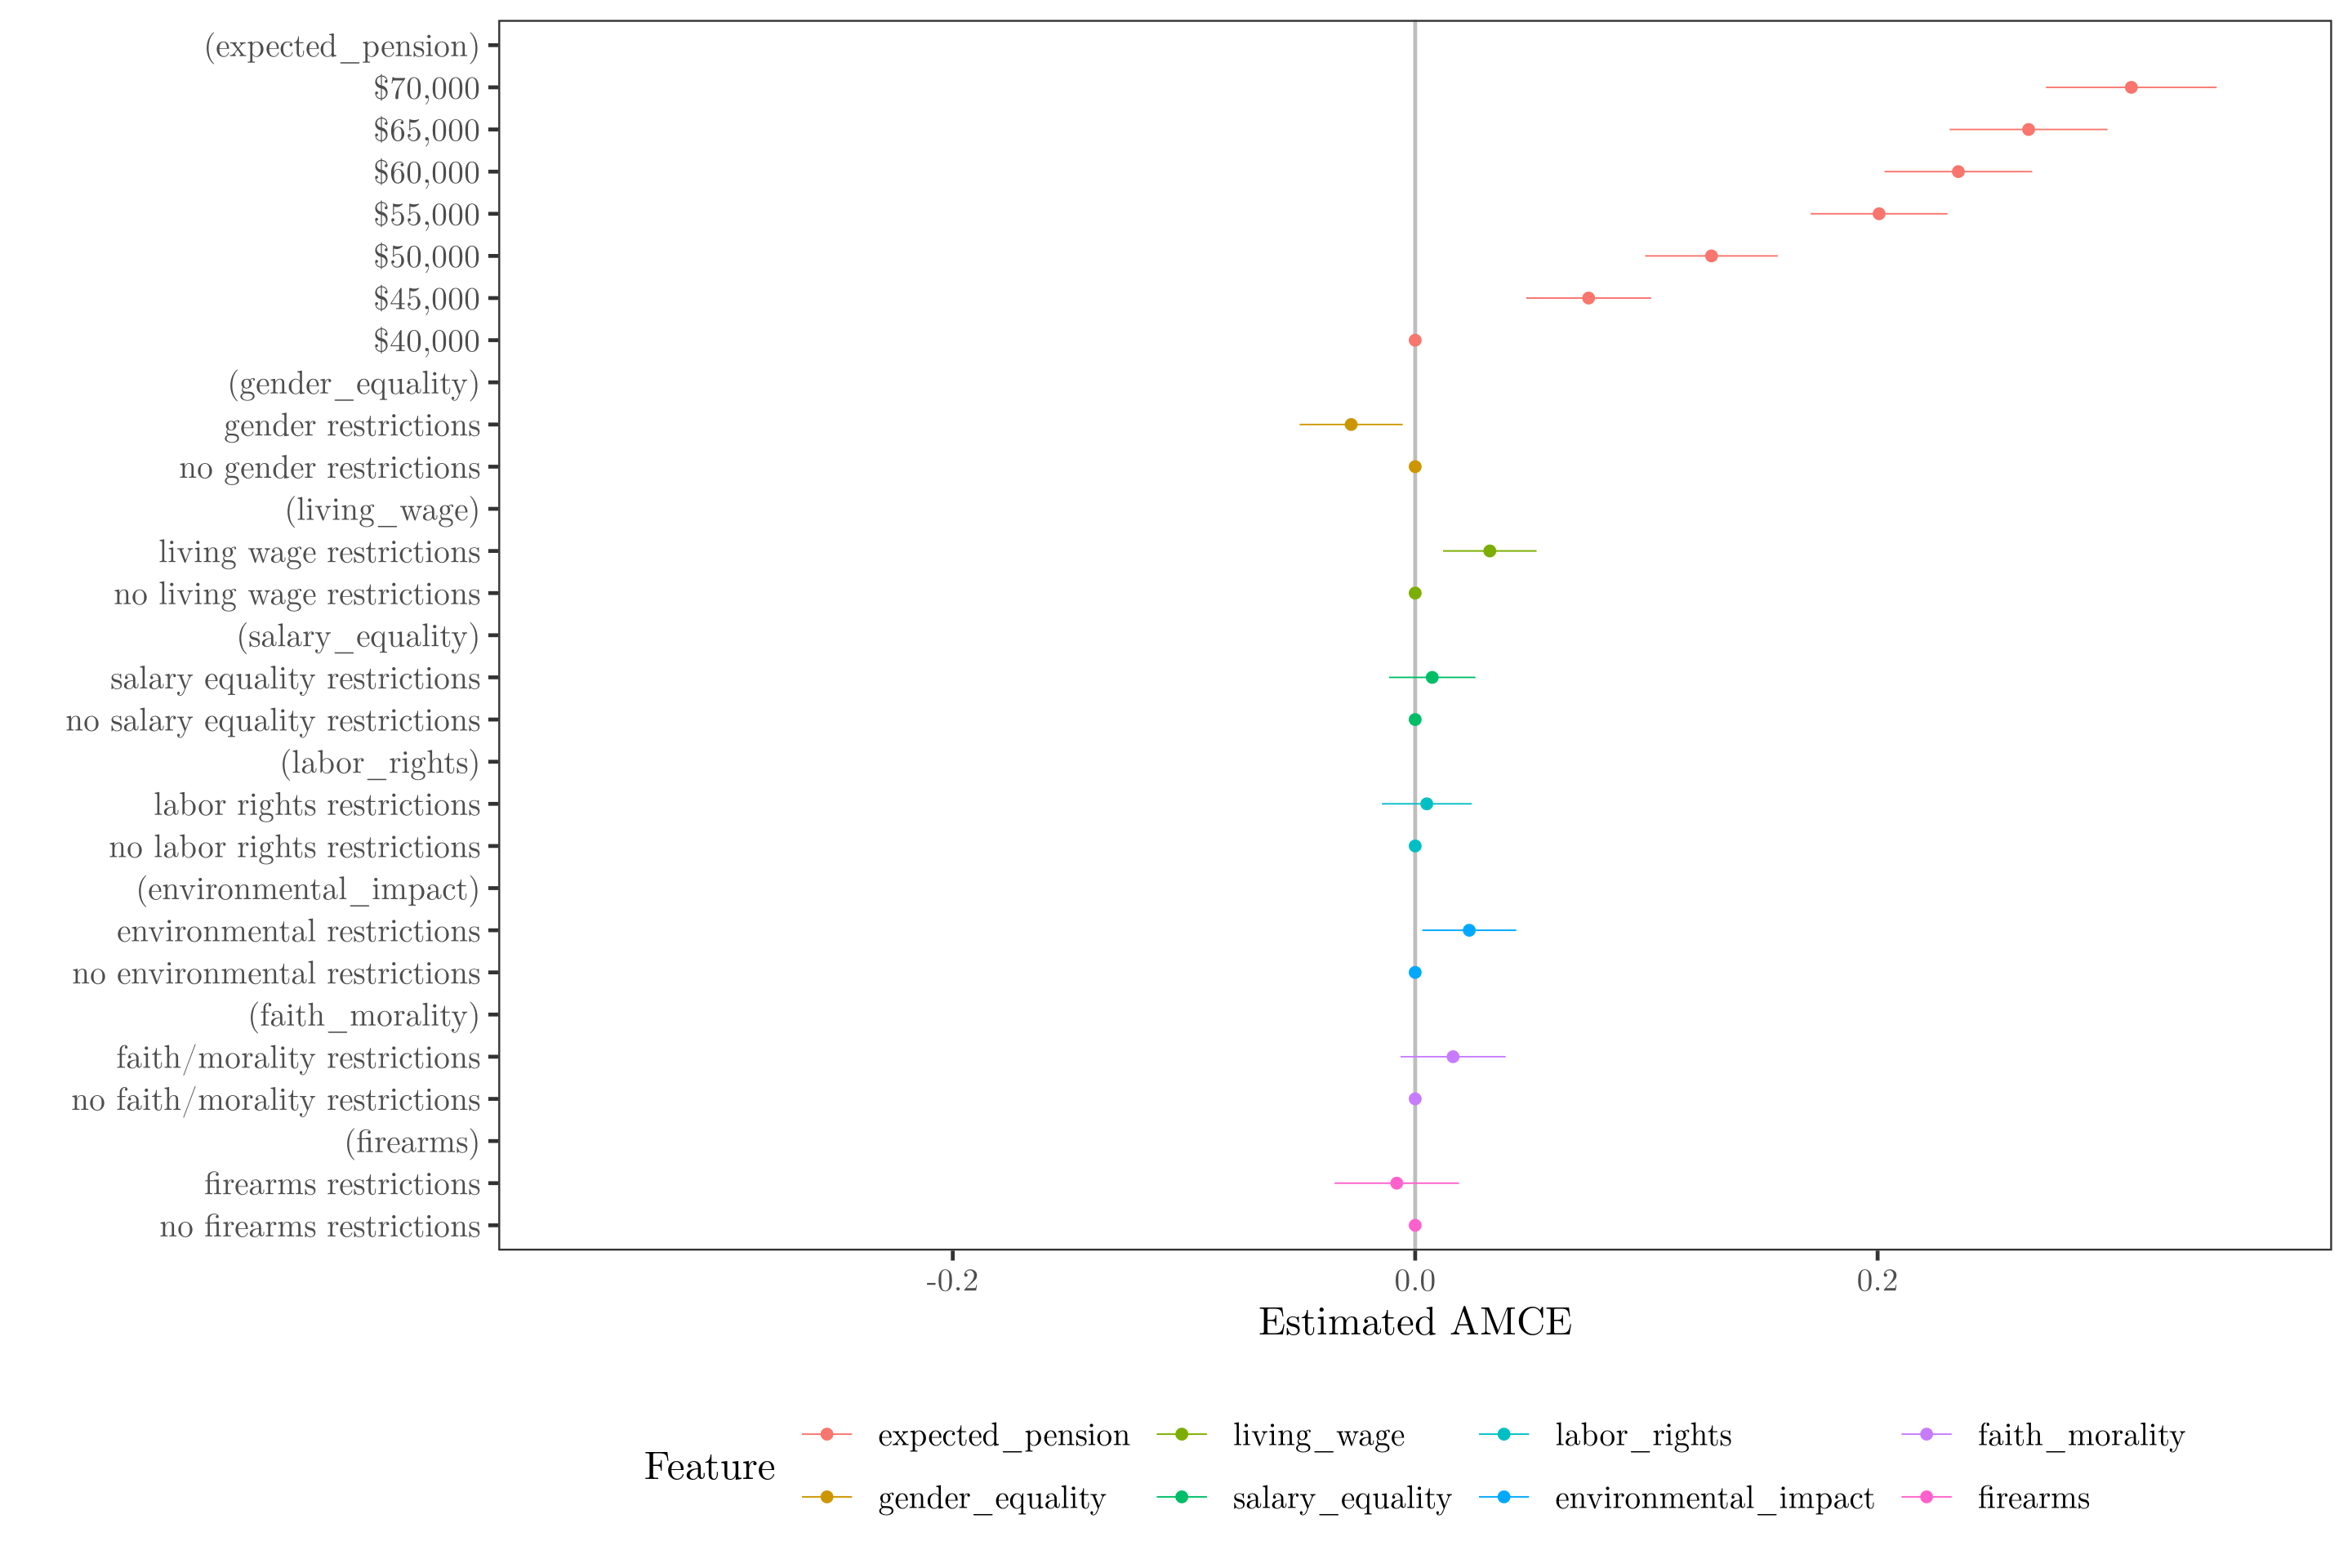 (expected_pension)
$70,000
$65,000
$60,000
$55,000
$50,000
$45,000
$40,000
(gender_equality)
gender restrictions
no gender restrictions
(living_wage)
living wage restrictions
no living wage restrictions
(salary_equality)
salary equality restrictions
no salary equality restrictions
(labor_rights)
labor rights restrictions
no labor rights restrictions
(environmental_impact)
environmental restrictions
no environmental restrictions
(faith_morality)
faith/morality restrictions
no faith/morality restrictions
(firearms)
firearms restrictions
no firearms restrictions
-0.2 0.0 0.2
Estimated AMCE
Feature
expected_pension living_wage labor_rights faith_morality
gender_equality salary_equality environmental_impact firearms